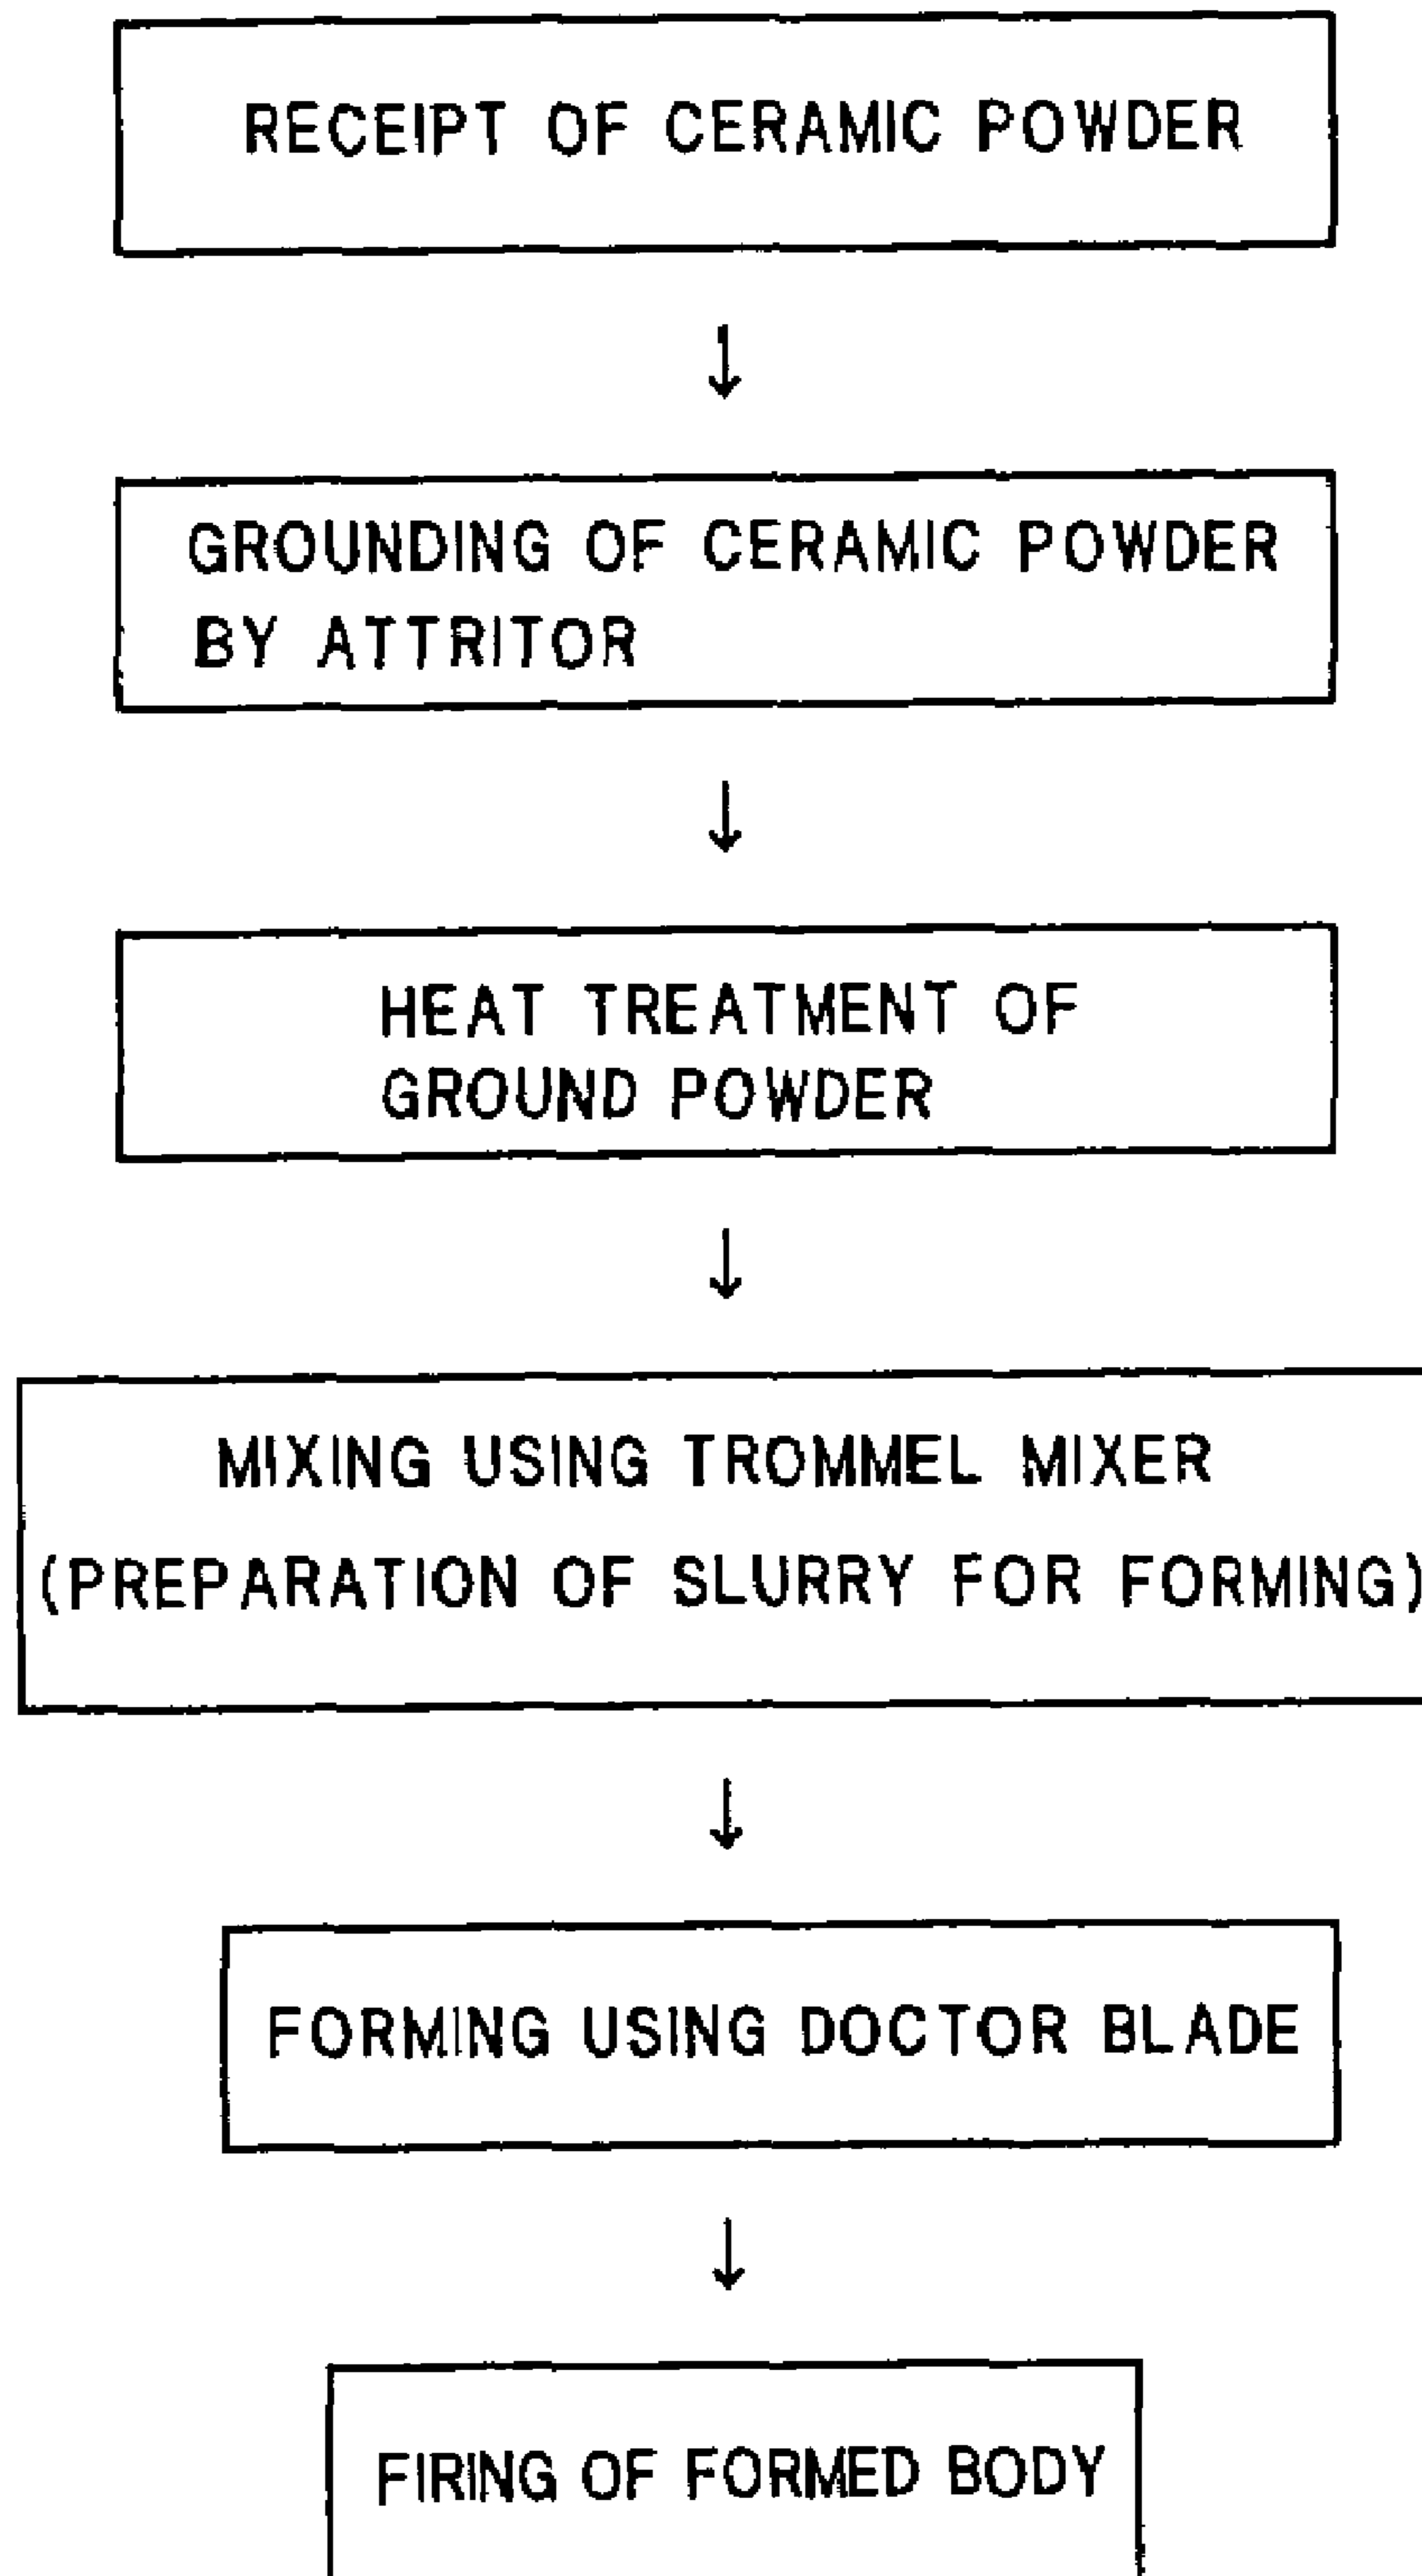 RECEIPT OF CERAMIC POWDER
GROUNDING OF CERAMIC POWDER
BY ATTRITOR
HEAT TREATMENT OF
GROUND POWDER
MIXING USING TROMMEL MIXER
(PREPARATION OF SLURRY FOR FORMING)
FORMING USING DOCTOR BLADE
FIRING OF FORMED BODY